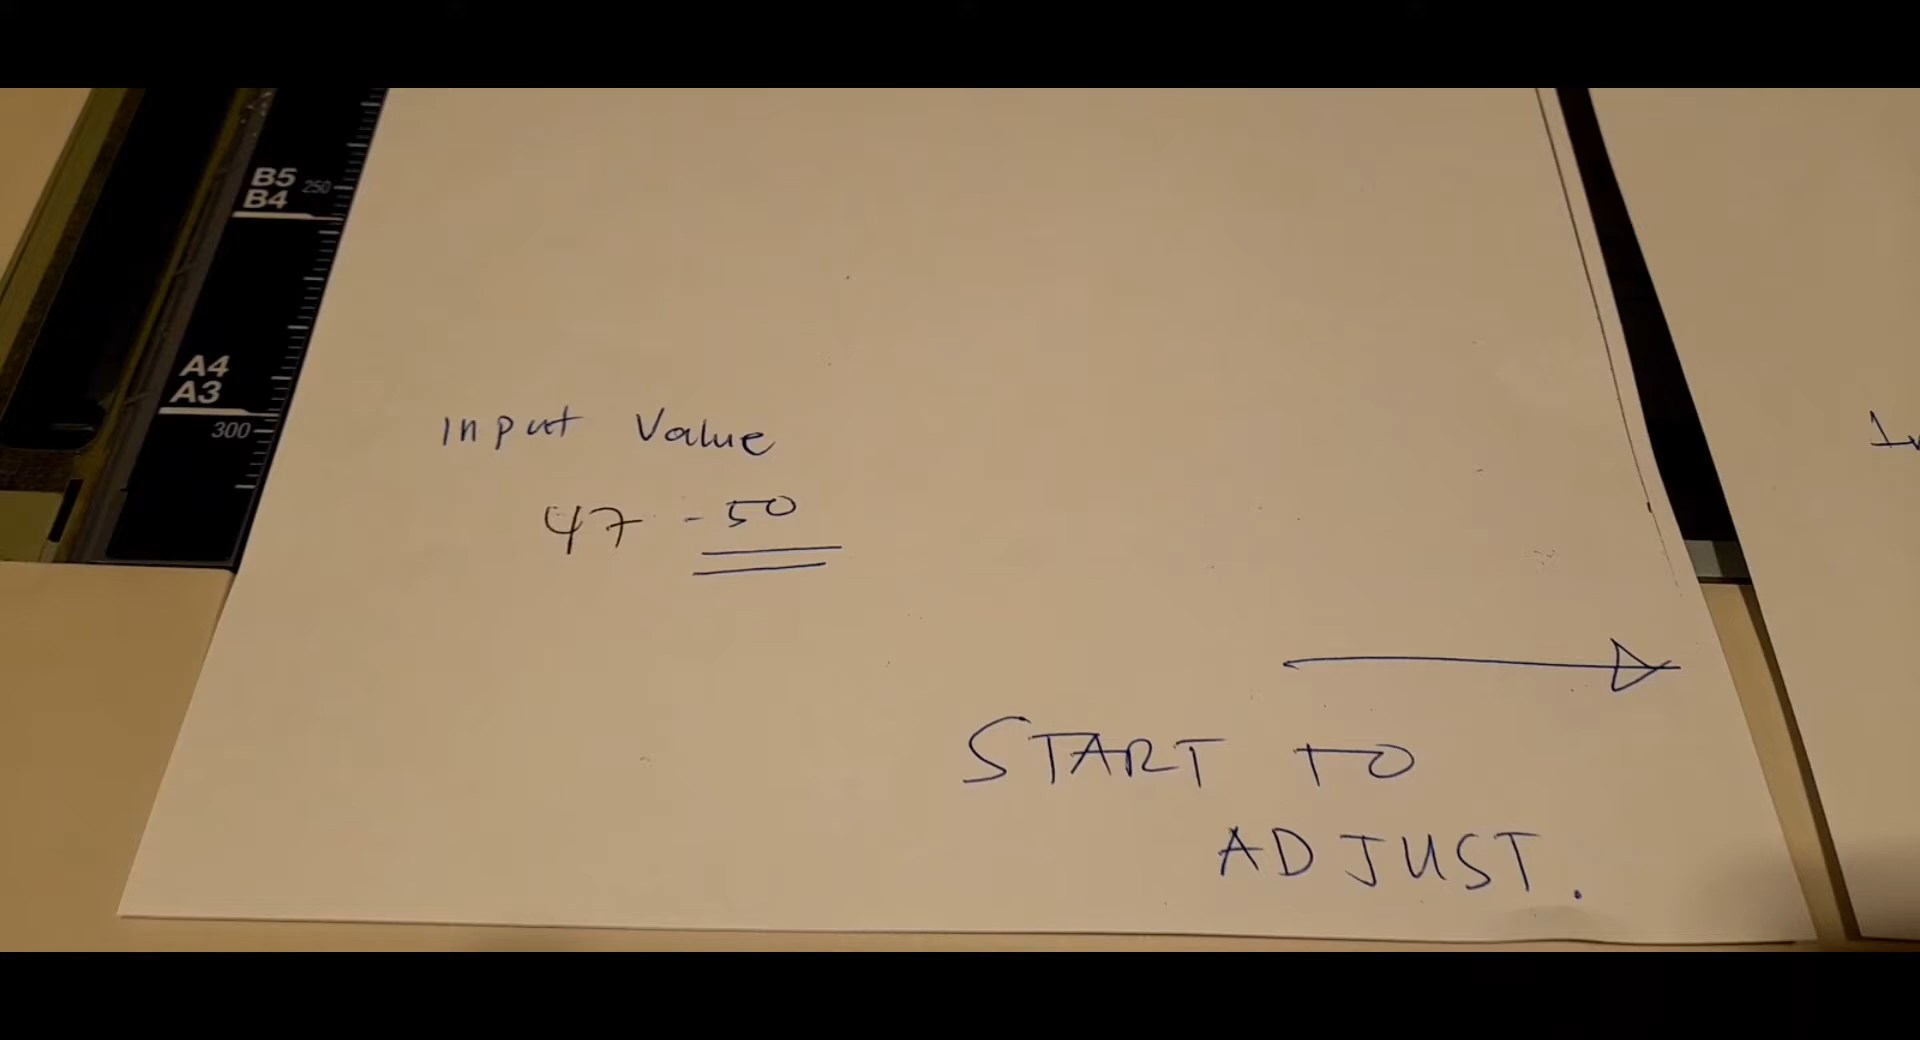 B5
B4
250
A4
A3
300
Input Value
47 - 50
START TO
ADJUST.